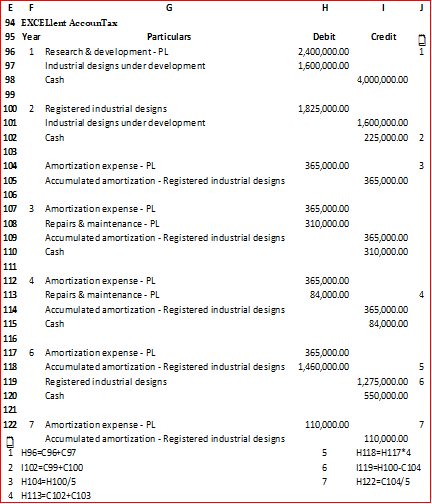 E F G H I J
94 EXCELlent AccounTax
95 Year Particulars Debit Credit
96 1 Research & development - PL 2,400,000.00 1
97 Industrial designs under development 1,600,000.00
98 Cash 4,000,000.00
99
100 2 Registered industrial designs 1,825,000.00
101 Industrial designs under development 1,600,000.00
102 Cash 225,000.00 2
103
104 Amortization expense - PL 365,000.00 3
105 Accumulated amortization - Registered industrial designs 365,000.00
106
107 3 Amortization expense - PL 365,000.00
108 Repairs & maintenance - PL 310,000.00
109 Accumulated amortization - Registered industrial designs 365,000.00
110 Cash 310,000.00
111
112 4 Amortization expense - PL 365,000.00
113 Repairs & maintenance - PL 84,000.00 4
114 Accumulated amortization - Registered industrial designs 365,000.00
115 Cash 84,000.00
116
117 6 Amortization expense - PL 365,000.00
118 Accumulated amortization - Registered industrial designs 1,460,000.00 5
119 Registered industrial designs 1,275,000.00 6
120 Cash 550,000.00
121
122 7 Amortization expense - PL 110,000.00 7
Accumulated amortization - Registered industrial designs 110,000.00
1 H96=C96+C97 5 H118=H117*4
2 I102=C99+C100 6 I119=H100-C104
3 H104=H100/5 7 H122=C104/5
4 H113=C102+C103